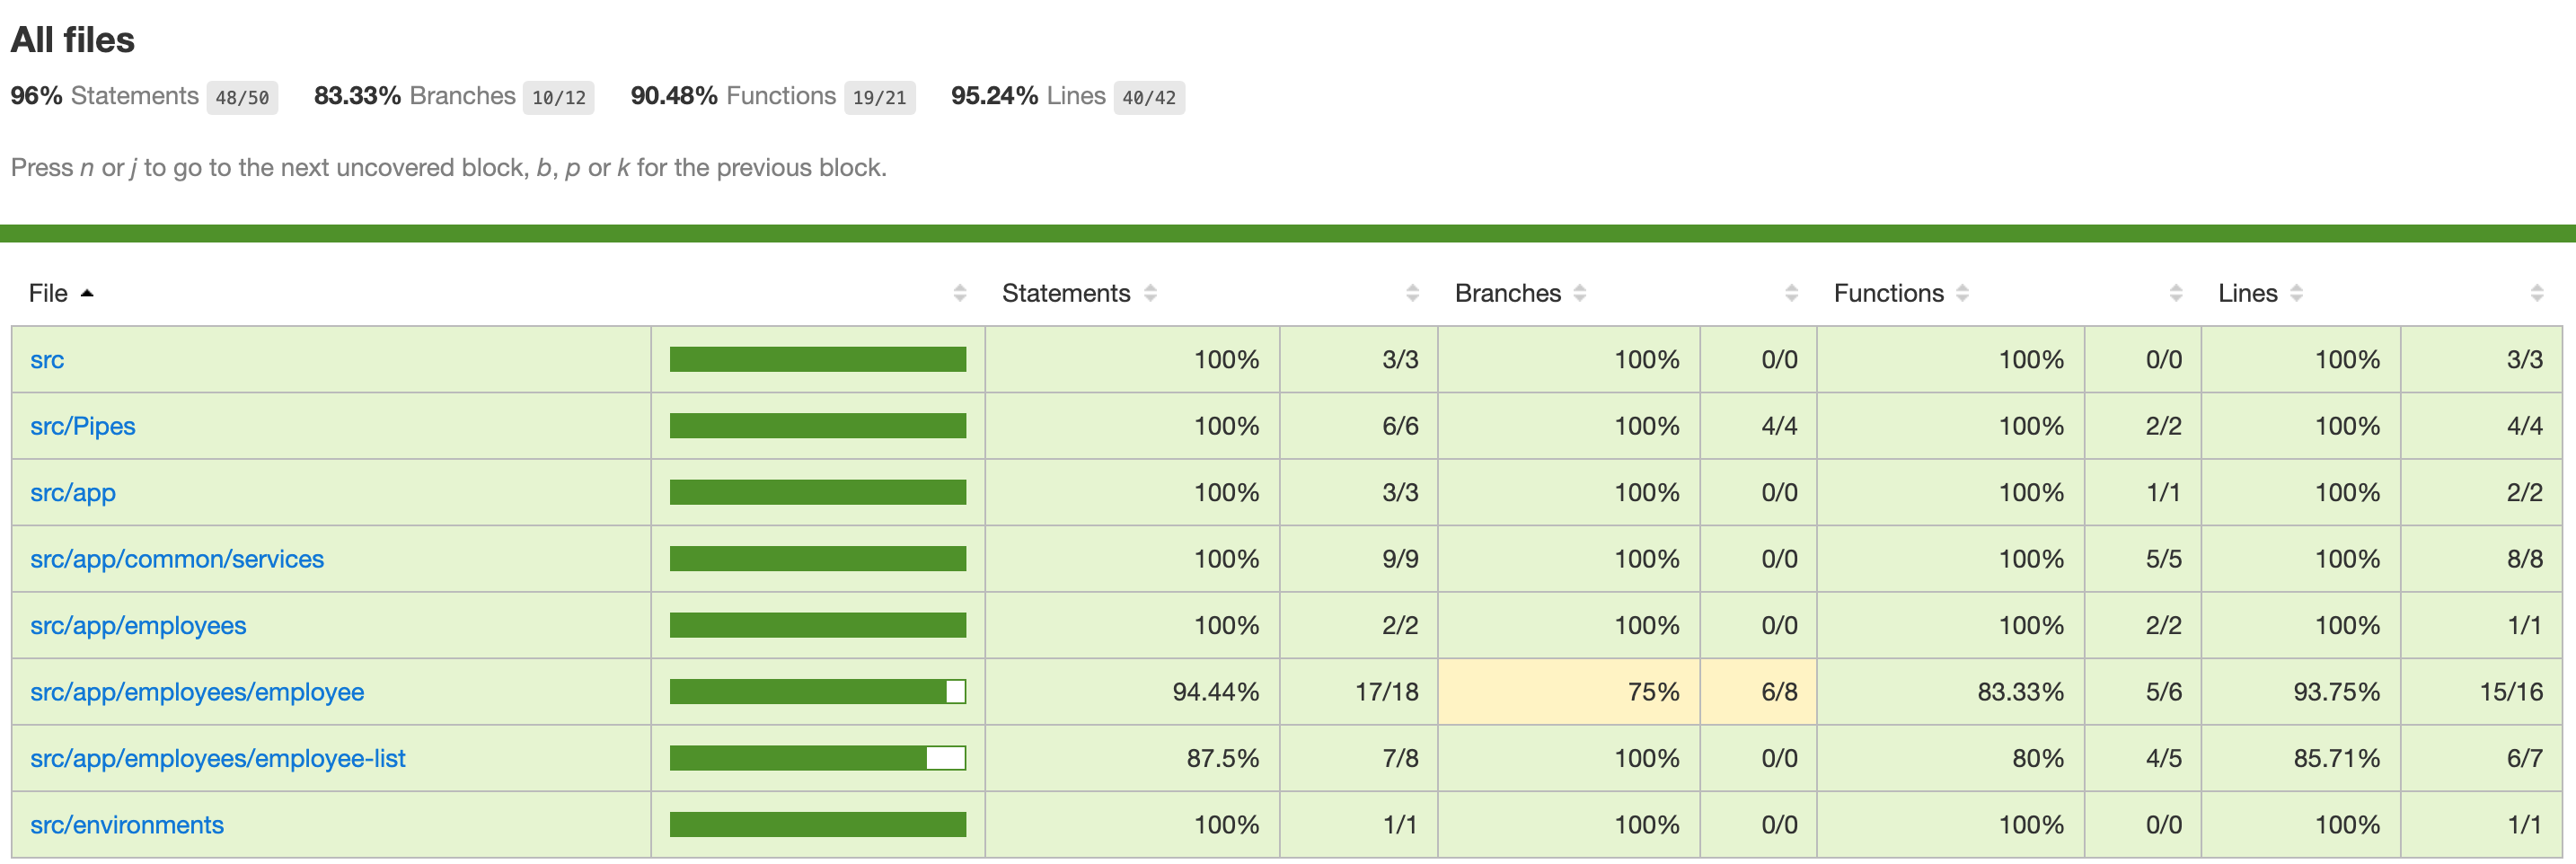 All files
96% Statements 48/50 83.33% Branches 10/12 90.48% Functions 19/21 95.24% Lines 40/42
Press n or j to go to the next uncovered block, b, p or k for the previous block.
File Statements Branches Functions Lines
src 100% 3/3 100% 0/0 100% 0/0 100% 3/3
src/Pipes 100% 6/6 100% 4/4 100% 2/2 100% 4/4
src/app 100% 3/3 100% 0/0 100% 1/1 100% 2/2
src/app/common/services 100% 9/9 100% 0/0 100% 5/5 100% 8/8
src/app/employees 100% 2/2 100% 0/0 100% 2/2 100% 1/1
src/app/employees/employee 94.44% 17/18 75% 6/8 83.33% 5/6 93.75% 15/16
src/app/employees/employee-list 87.5% 7/8 100% 0/0 80% 4/5 85.71% 6/7
src/environments 100% 1/1 100% 0/0 100% 0/0 100% 1/1